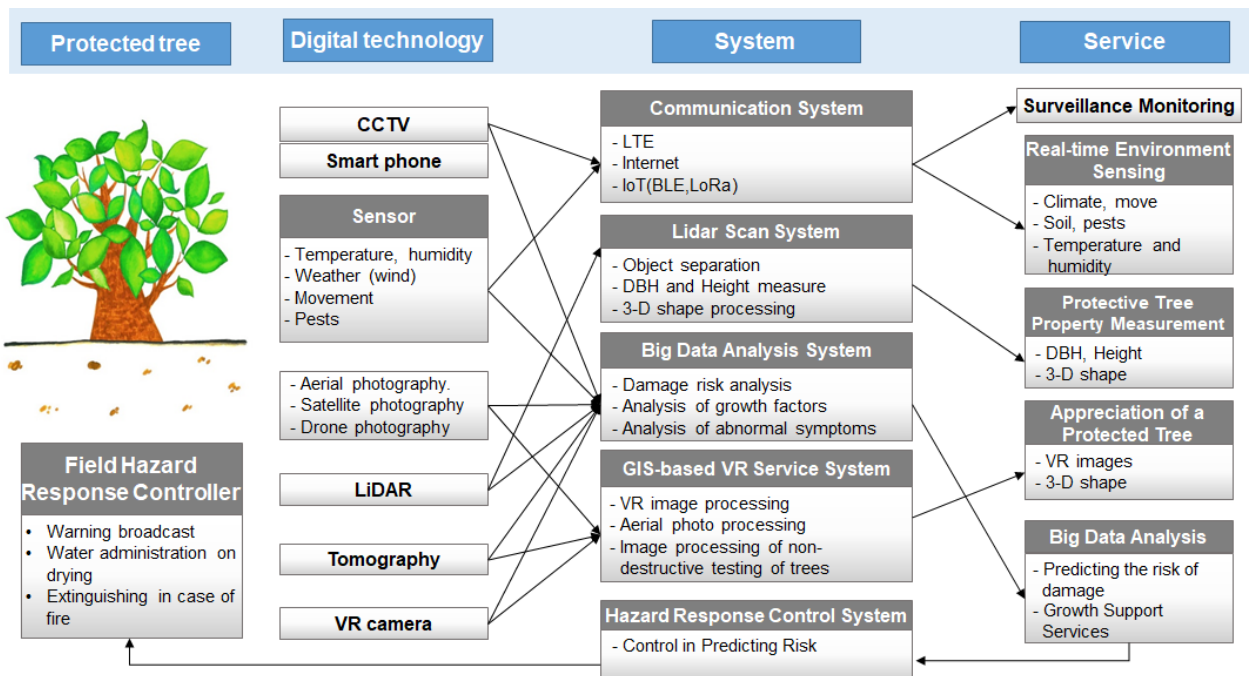 Protected tree
Digital technology
System
Service
Field Hazard
Response Controller
• Warning broadcast
• Water administration on
drying
• Extinguishing in case of
fire
CCTV
Smart phone
Sensor
- Temperature, humidity
- Weather (wind)
- Movement
- Pests
- Aerial photography.
- Satellite photography
- Drone photography
LiDAR
Tomography
VR camera
Communication System
- LTE
- Internet
- IoT(BLE,LoRa)
Lidar Scan System
- Object separation
- DBH and Height measure
- 3-D shape processing
Big Data Analysis System
- Damage risk analysis
- Analysis of growth factors
- Analysis of abnormal symptoms
GIS-based VR Service System
- VR image processing
- Aerial photo processing
- Image processing of non-
destructive testing of trees
Hazard Response Control System
- Control in Predicting Risk
Surveillance Monitoring
Real-time Environment
Sensing
- Climate, move
- Soil, pests
- Temperature and
humidity
Protective Tree
Property Measurement
- DBH, Height
- 3-D shape
Appreciation of a
Protected Tree
- VR images
- 3-D shape
Big Data Analysis
- Predicting the risk of
damage
- Growth Support
Services